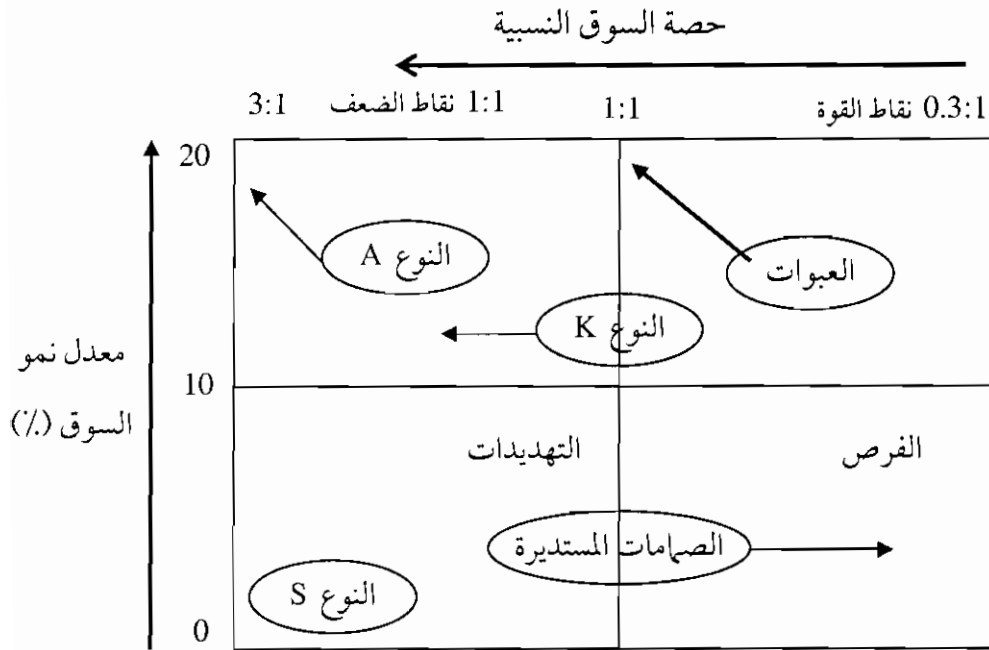 حصة السوق النسبية
0.3:1 نقاط القوة 1:1 1:1 نقاط الضعف 3:1
20
العبوات
النوع A
النوع K
معدل نمو
10
السوق (٪)
الفرص
التهديدات
الصمامات المستديرة
النوع S
0